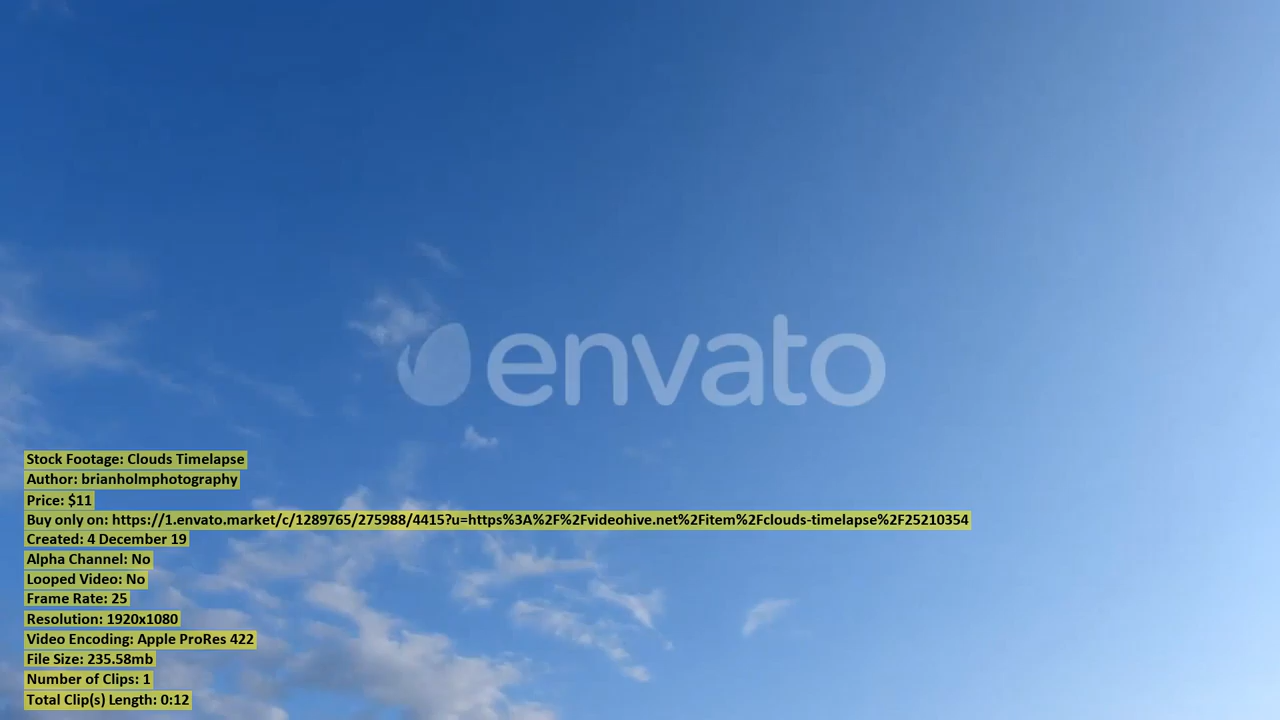 envato
Stock Footage: Clouds Timelapse
Author: brianholmphotography
Price: $11
Buy only on: https://1.envato.market/c/1289765/275988/4415?u=https%3A%2F%2Fvideohive.net%2Fitem%2Fclouds-timelapse%2F25210354
Created: 4 December 19
Alpha Channel: No
Looped Video: No
Frame Rate: 25
Resolution: 1920x1080
Video Encoding: Apple ProRes 422
File Size: 235.58mb
Number of Clips: 1
Total Clip(s) Length: 0:12